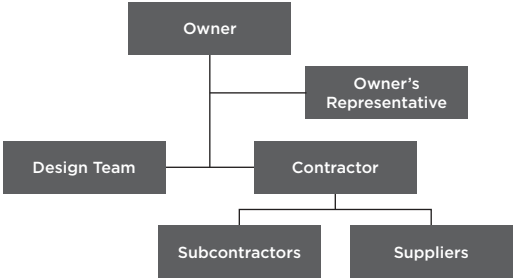 Owner
Owner's
Representative
Design Team
Contractor
Subcontractors
Suppliers